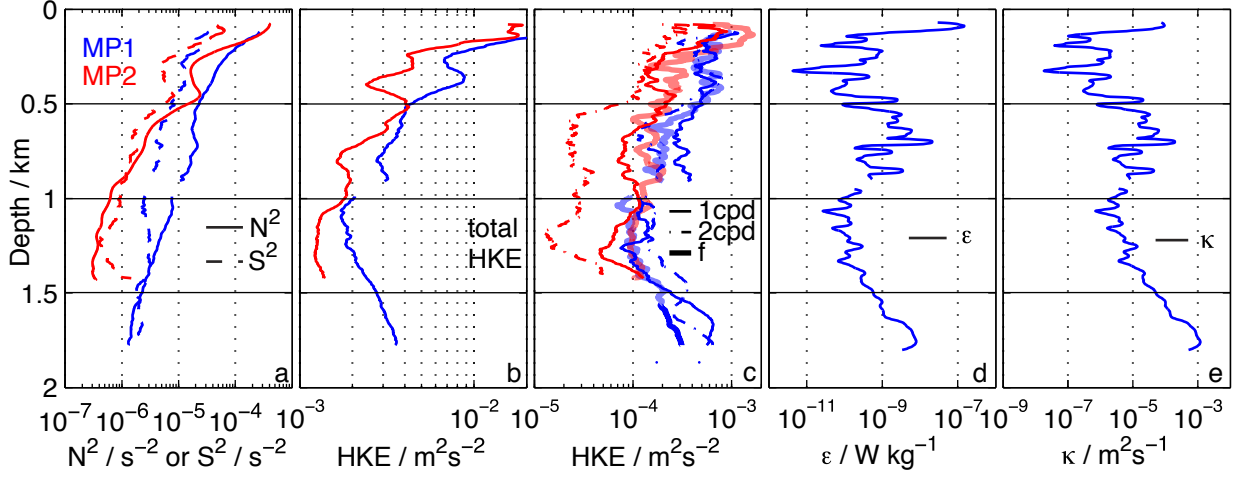 0
0.5
1
1.5
2
Depth / km
MP1
MP2
N²
S²
a
10⁻⁷ 10⁻⁶ 10⁻⁵ 10⁻⁴
N² / s⁻² or S² / s⁻²
total
HKE
b
10⁻³ 10⁻²
HKE / m²s⁻²
1cpd
2cpd
f
c
10⁻⁴ 10⁻³
HKE / m²s⁻²
ε
d
10⁻¹¹ 10⁻⁹ 10⁻⁷
ε / W kg⁻¹
κ
e
10⁻⁹ 10⁻⁷ 10⁻⁵ 10⁻³
κ / m²s⁻¹